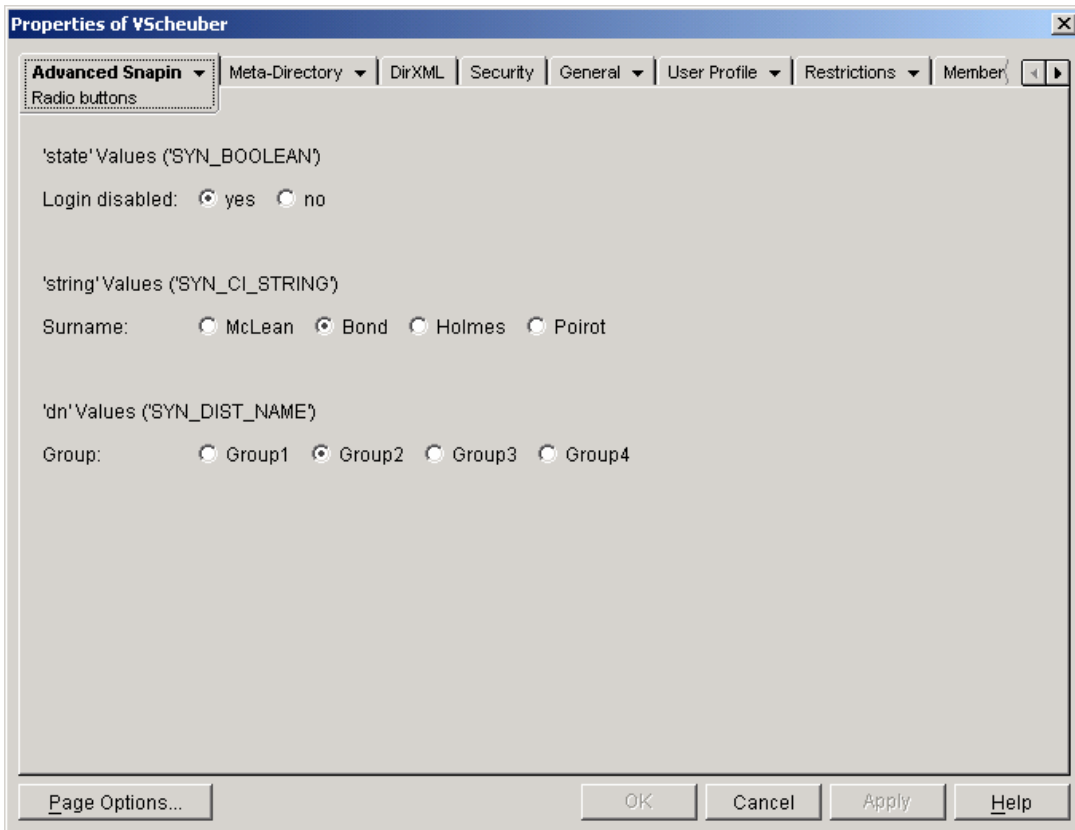 Properties of VScheuber
Advanced Snapin Meta-Directory DirXML Security General User Profile Restrictions Member
Radio buttons
'state' Values ('SYN_BOOLEAN')
Login disabled: yes no
'string' Values ('SYN_CI_STRING')
Surname: McLean Bond Holmes Poirot
'dn' Values ('SYN_DIST_NAME')
Group: Group1 Group2 Group3 Group4
Page Options... OK Cancel Apply Help